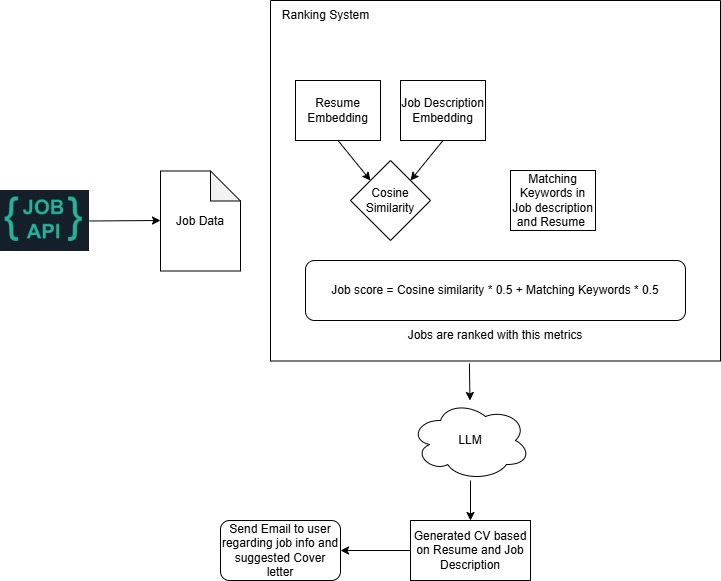 Ranking System
Resume
Embedding
Job Description
Embedding
Cosine
Similarity
Matching
Keywords in
Job description
and Resume
{ JOB
API }
Job Data
Job score = Cosine similarity * 0.5 + Matching Keywords * 0.5
Jobs are ranked with this metrics
LLM
Generated CV based
on Resume and Job
Description
Send Email to user
regarding job info and
suggested Cover
letter